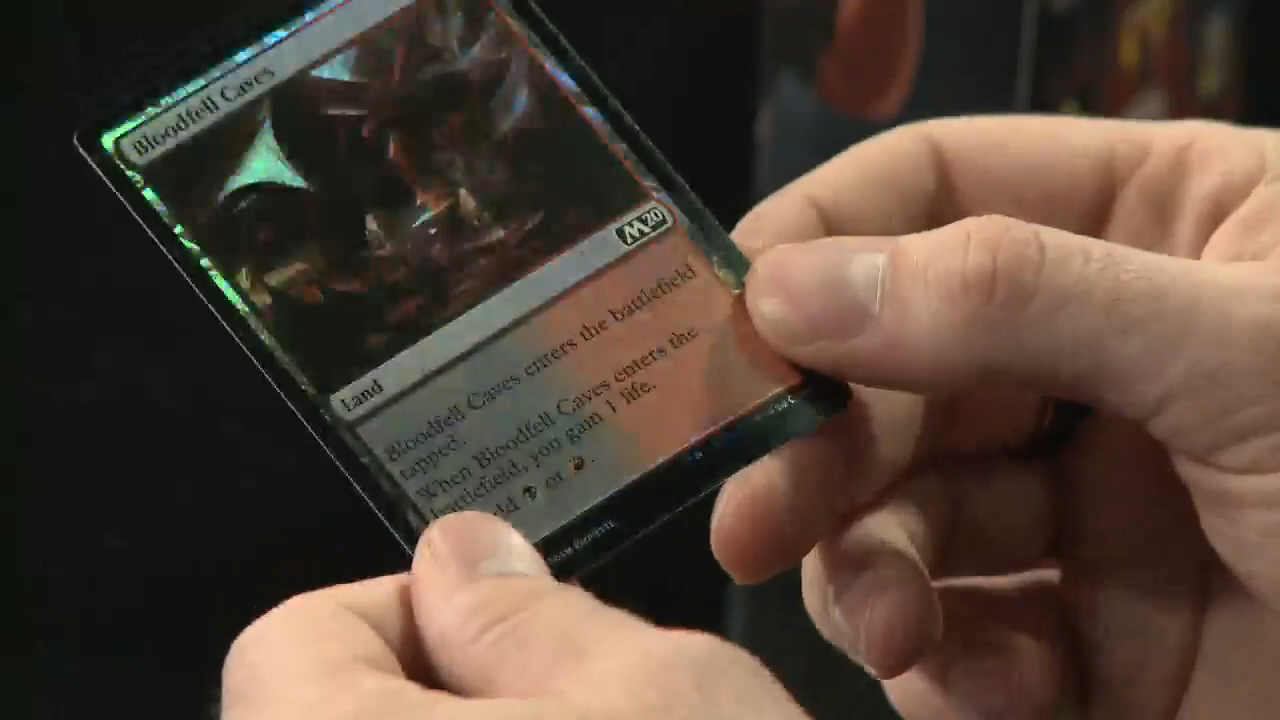 Bloodfell Caves
M20
Land
Bloodfell Caves enters the battlefield
tapped.
When Bloodfell Caves enters the
battlefield, you gain 1 life.
or